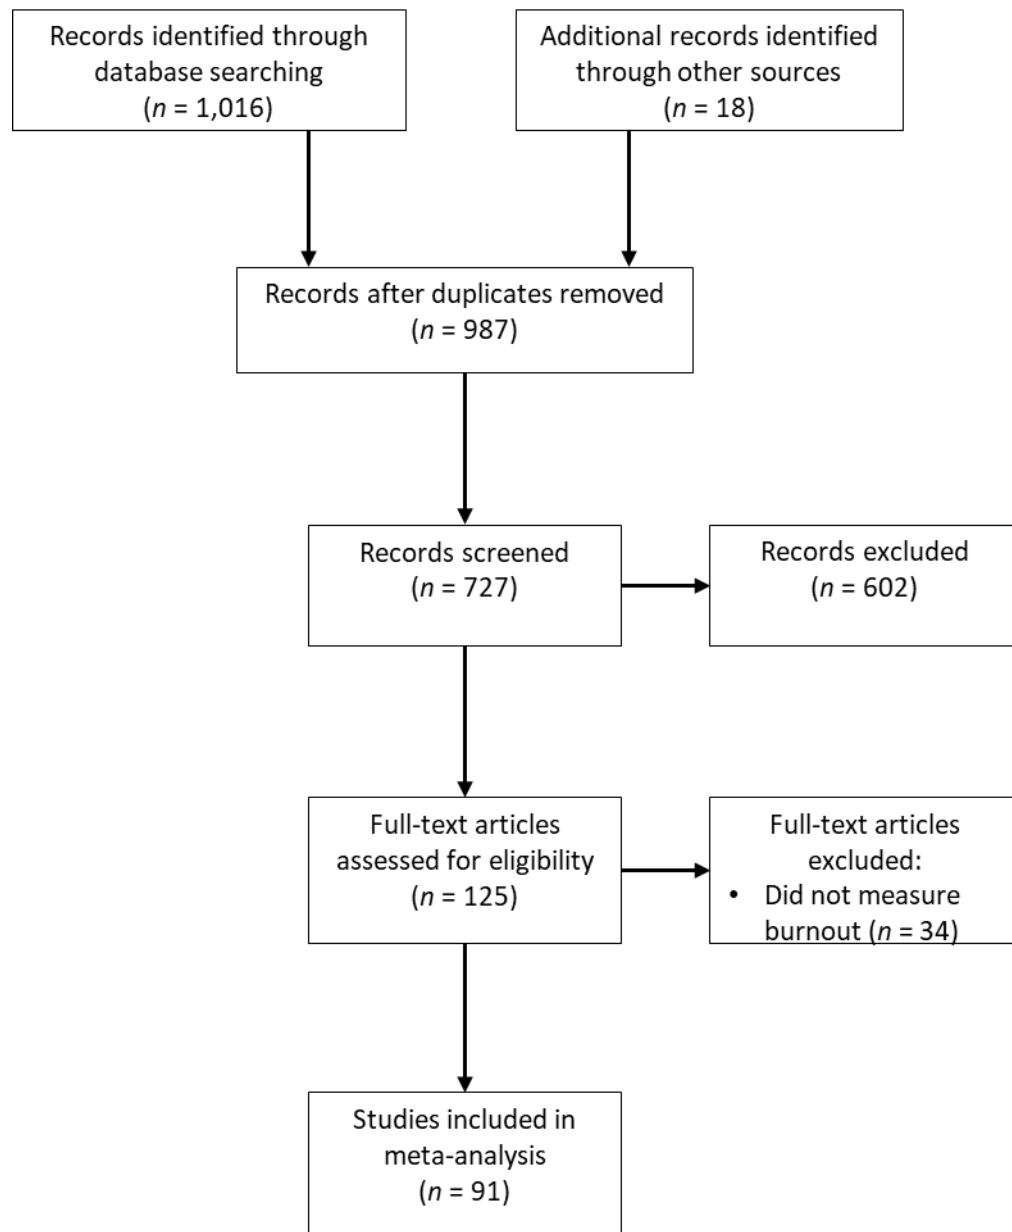 Records identified through
database searching
(n = 1,016)
Additional records identified
through other sources
(n = 18)
Records after duplicates removed
(n = 987)
Records screened
(n = 727)
Records excluded
(n = 602)
Full-text articles
assessed for eligibility
(n = 125)
Full-text articles
excluded:
• Did not measure
burnout (n = 34)
Studies included in
meta-analysis
(n = 91)